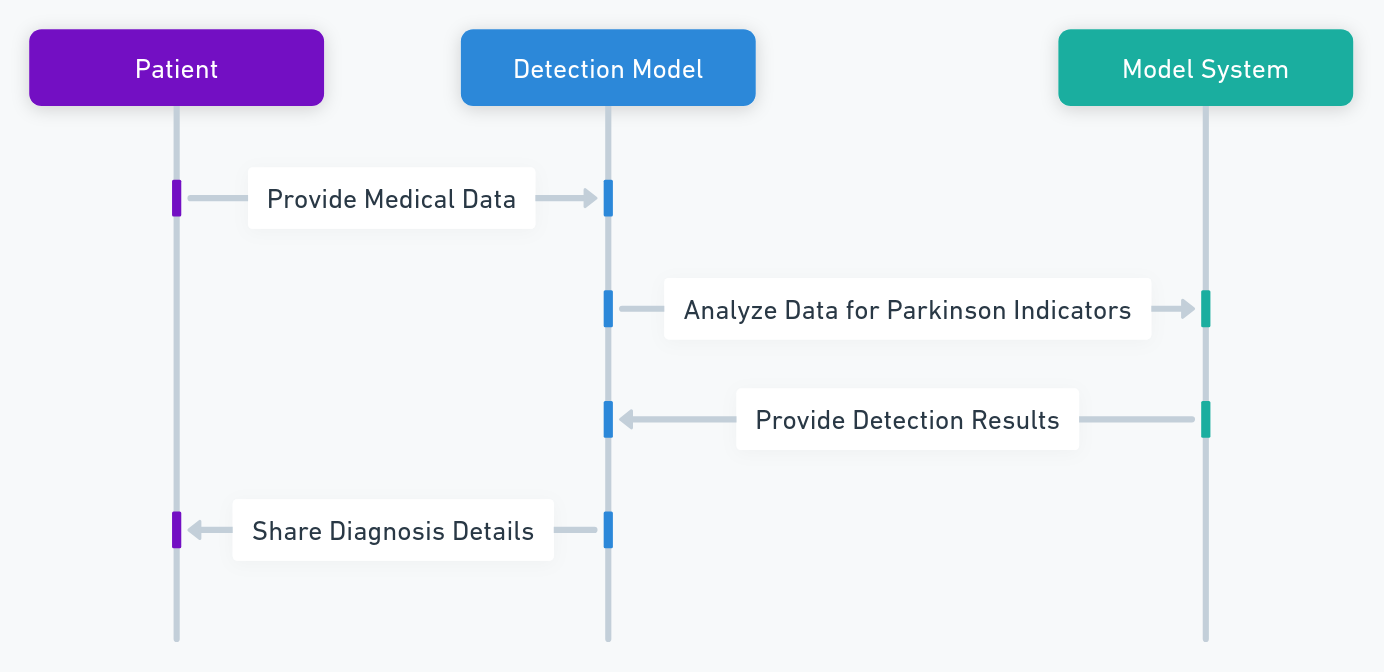 Patient
Detection Model
Model System
Provide Medical Data
Analyze Data for Parkinson Indicators
Provide Detection Results
Share Diagnosis Details